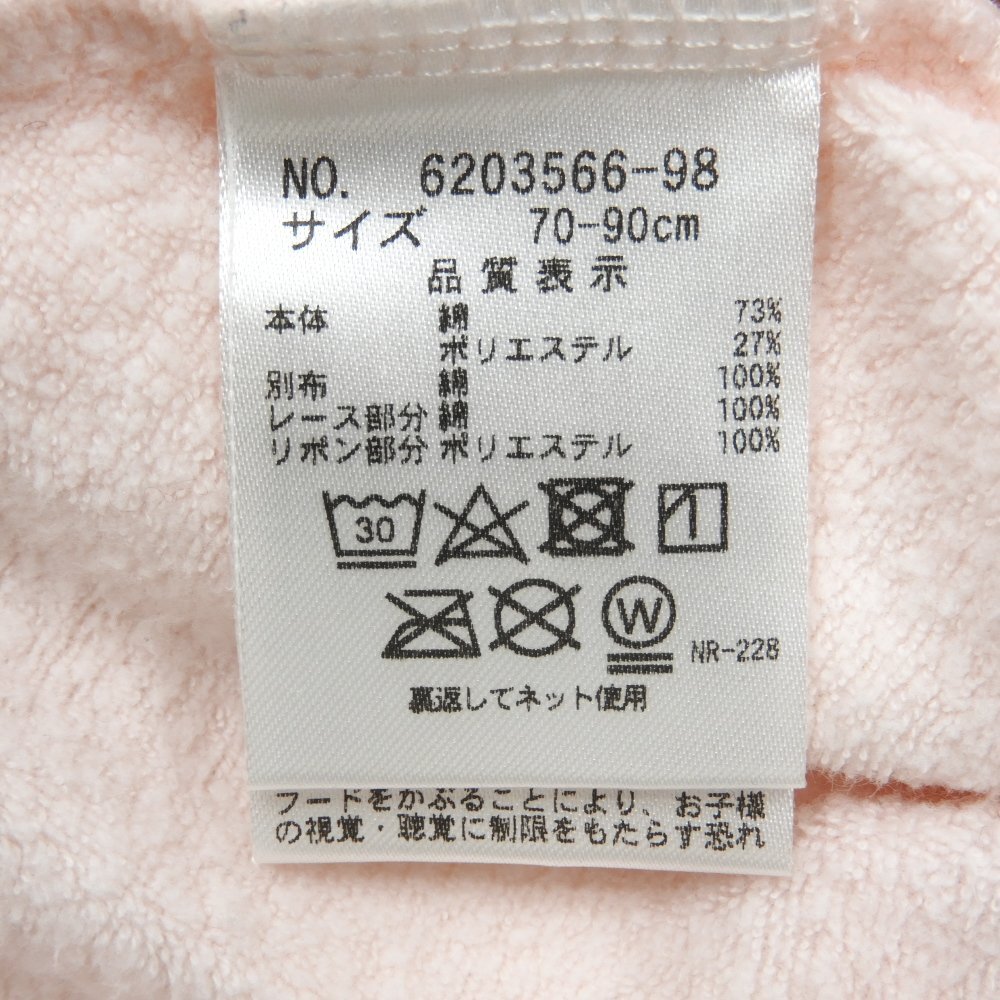 NO. 6203566-98
サイズ 70-90cm
品質表示
本体 綿 73%
ポリエステル 27%
別布 綿 100%
レース部分 綿 100%
リボン部分 ポリエステル 100%
30
W NR-228
裏返してネット使用
フードをかぶることにより、お子様
の視覚・聴覚に制限をもたらす恐れ